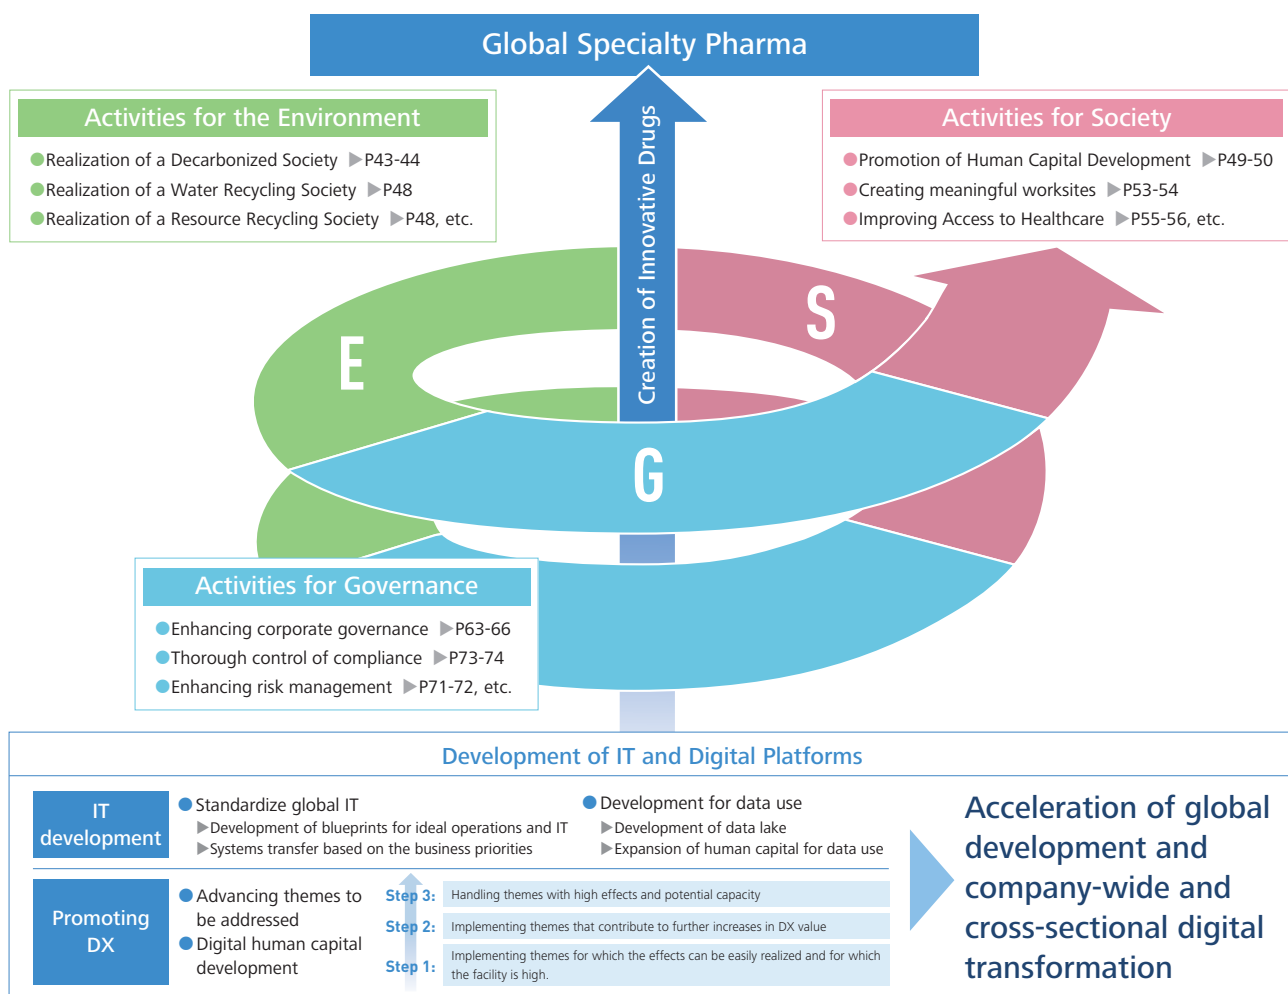 Global Specialty Pharma
Activities for the Environment
●Realization of a Decarbonized Society ▶P43-44
●Realization of a Water Recycling Society ▶P48
●Realization of a Resource Recycling Society ▶P48, etc.
Creation of Innovative Drugs
Activities for Society
●Promotion of Human Capital Development ▶P49-50
●Creating meaningful worksites ▶P53-54
●Improving Access to Healthcare ▶P55-56, etc.
E
S
G
Activities for Governance
●Enhancing corporate governance ▶P63-66
●Thorough control of compliance ▶P73-74
●Enhancing risk management ▶P71-72, etc.
Development of IT and Digital Platforms
IT
development
●Standardize global IT
▶Development of blueprints for ideal operations and IT
▶Systems transfer based on the business priorities
●Development for data use
▶Development of data lake
▶Expansion of human capital for data use
Promoting
DX
●Advancing themes to
be addressed
●Digital human capital
development
Step 3: Handling themes with high effects and potential capacity
Step 2: Implementing themes that contribute to further increases in DX value
Step 1: Implementing themes for which the effects can be easily realized and for which
the facility is high.
Acceleration of global
development and
company-wide and
cross-sectional digital
transformation